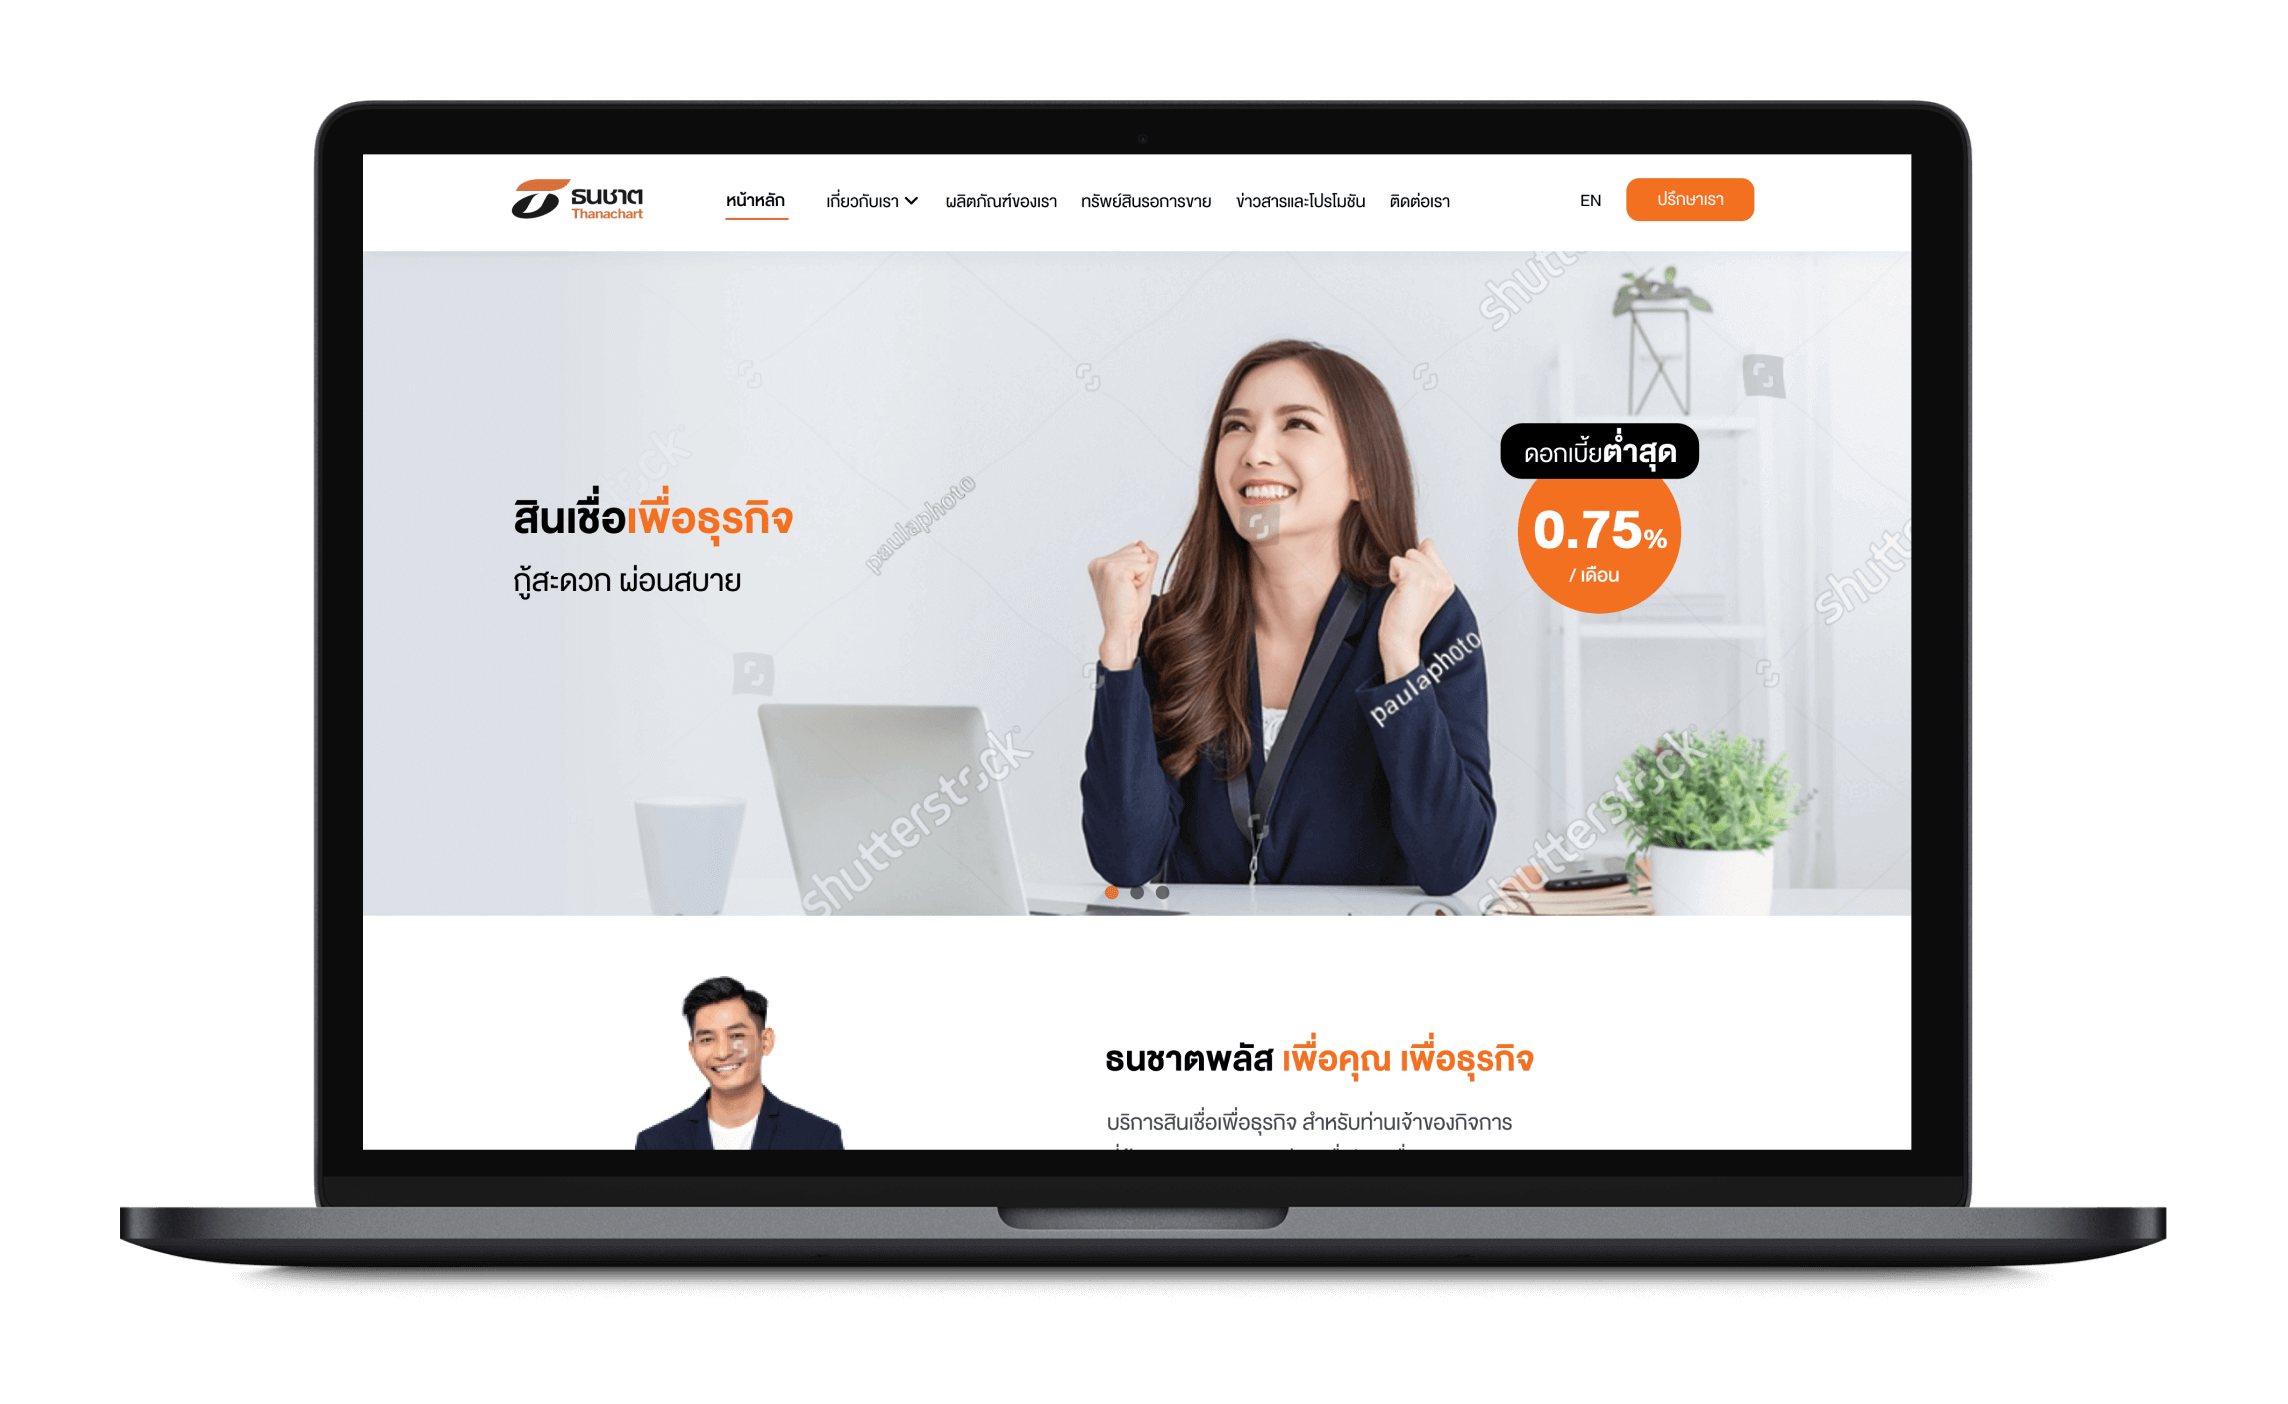 ธนชาต
Thanachart
หน้าหลัก
เกี่ยวกับเรา
ผลิตภัณฑ์ของเรา
ทรัพย์สินรอการขาย
ข่าวสารและโปรโมชัน
ติดต่อเรา
EN
ปรึกษาเรา
สินเชื่อเพื่อธุรกิจ
กู้สะดวก ผ่อนสบาย
ดอกเบี้ยต่ำสุด
0.75%
/ เดือน
shutterstock
paulaphoto
shutterstock
paulaphoto
shutterstock
ธนชาตพลัส เพื่อคุณ เพื่อธุรกิจ
บริการสินเชื่อเพื่อธุรกิจ สำหรับท่านเจ้าของกิจการ